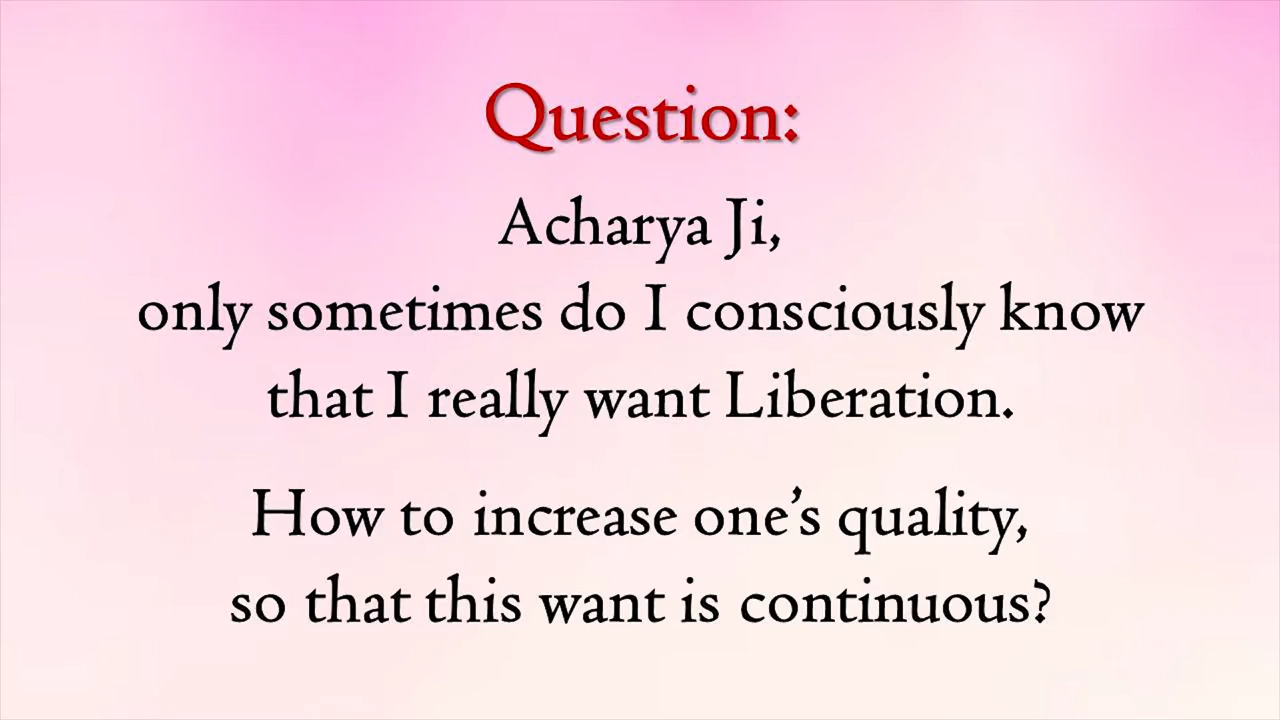 Question:
Acharya Ji,
only sometimes do I consciously know
that I really want Liberation.
How to increase one’s quality,
so that this want is continuous?